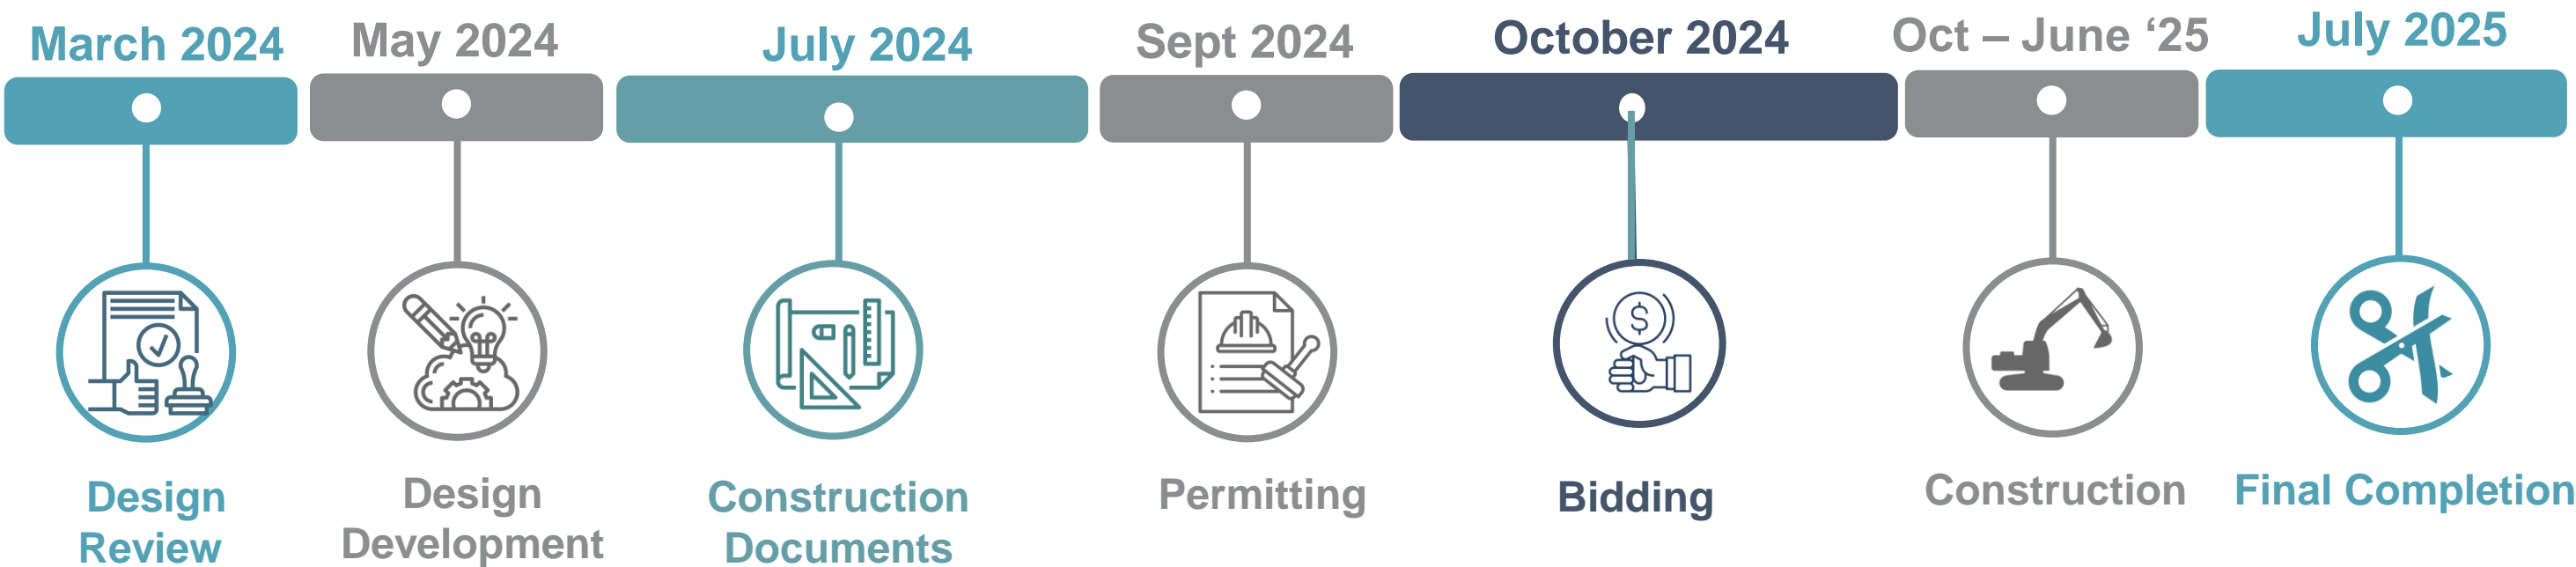 March 2024
May 2024
July 2024
Sept 2024
October 2024
Oct – June ‘25
July 2025
$
Design
Review
Design
Development
Construction
Documents
Permitting
Bidding
Construction
Final Completion